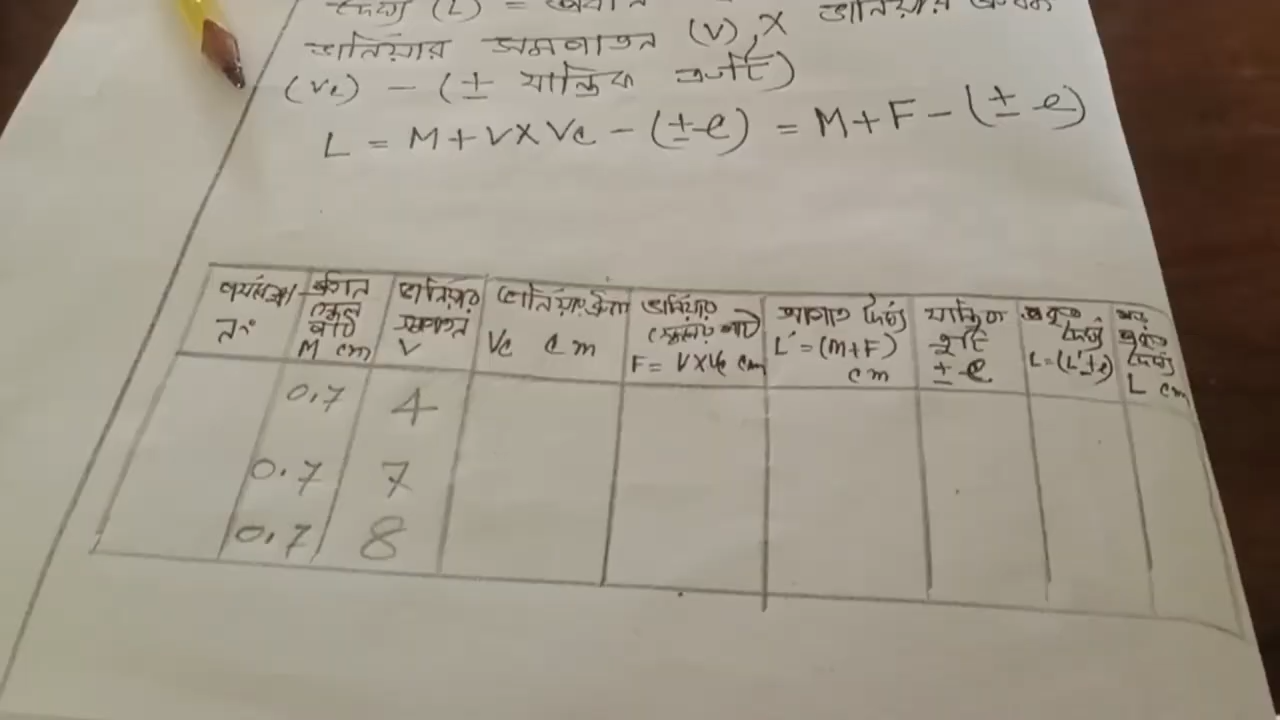 দৈর্ঘ্য (L) = প্রধান
ভার্নিয়ার সমপাতন (V) X ভার্নিয়ার ধ্রুবক
(Vc) - (± যান্ত্রিক ত্রুটি)
L = M+V X Vc - (±e) = M+F-(± e)
পর্যবেক্ষণ নং
প্রধান স্কেল পাঠ M cm
ভার্নিয়ার সমপাতন V
ভার্নিয়ার ধ্রুবক Vc cm
ভার্নিয়ার স্কেলের পাঠ F = V X Vc cm
আপাত দৈর্ঘ্য L' = (M+F) cm
যান্ত্রিক ত্রুটি ± e
প্রকৃত দৈর্ঘ্য L=(L'±e)
গড় প্রকৃত দৈর্ঘ্য L cm
0.7 4
0.7 7
0.7 8